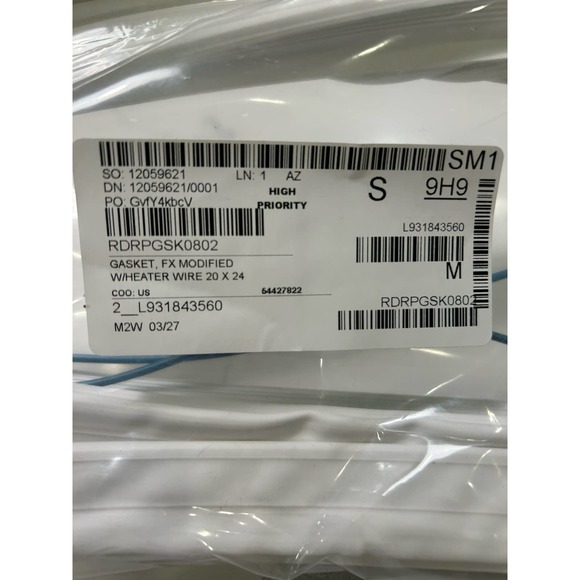 SM1
SO: 12059621 LN: 1 AZ
DN: 12059621/0001 HIGH
PO: GvfY4kbcV PRIORITY
S 9H9
L931843560
RDRPGSK0802
GASKET, FX MODIFIED
W/HEATER WIRE 20 X 24
M
COO: US 54427822
RDRPGSK0802
2__L931843560
M2W 03/27